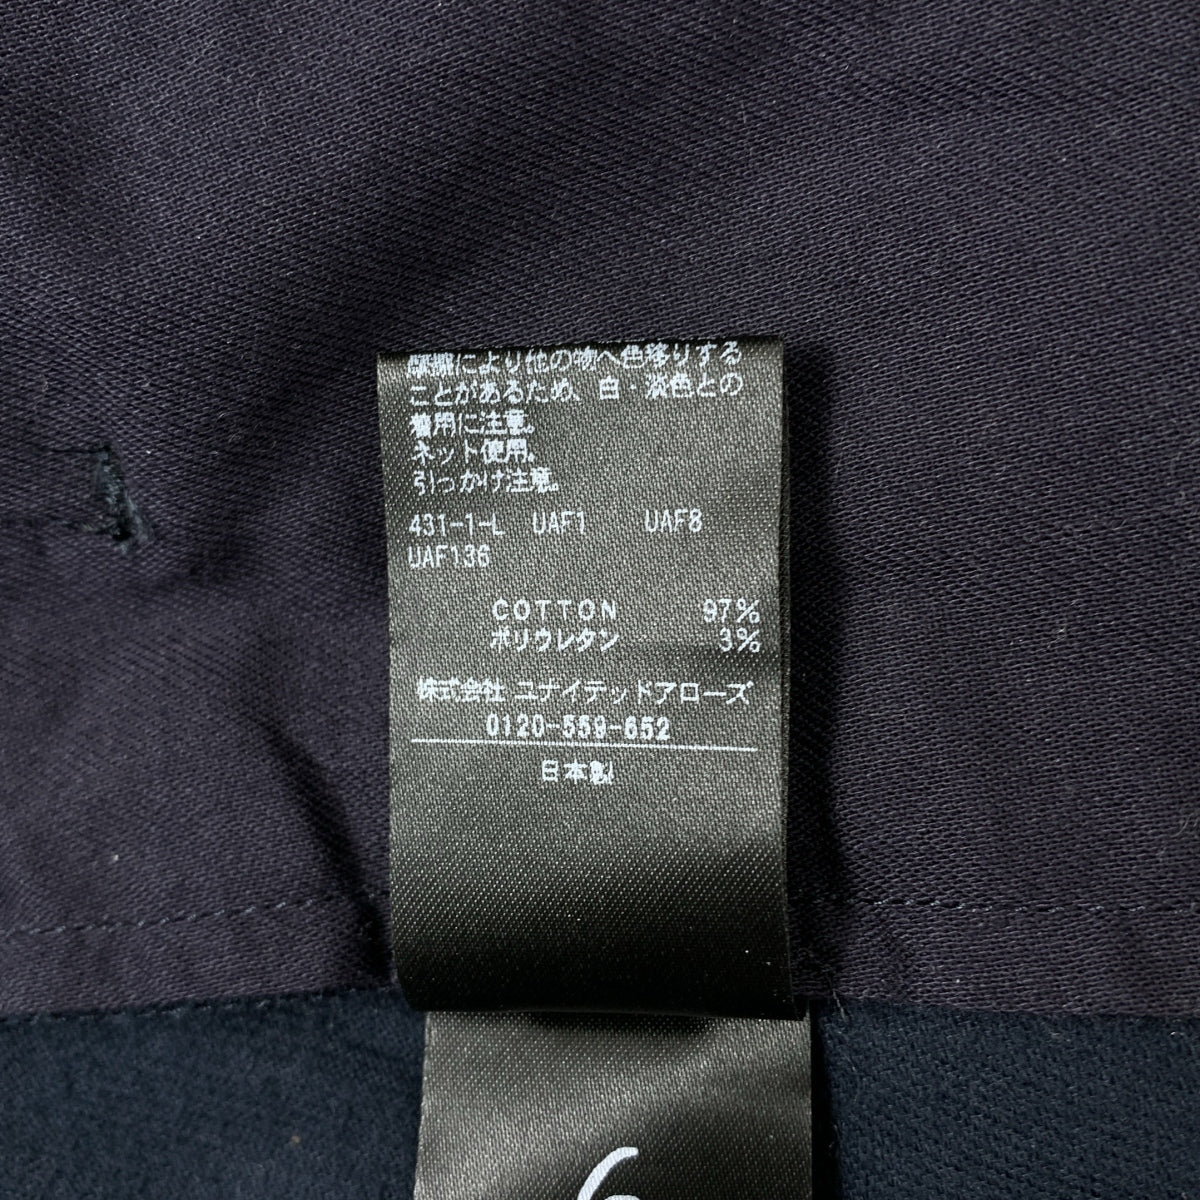 摩擦により他の物へ色移りする
ことがあるため、白・淡色との
着用に注意。
ネット使用。
引っかけ注意。
431-1-L UAF1 UAF8
UAF136
COTTON 97%
ポリウレタン 3%
株式会社 ユナイテッドアローズ
0120-559-652
日本製
6